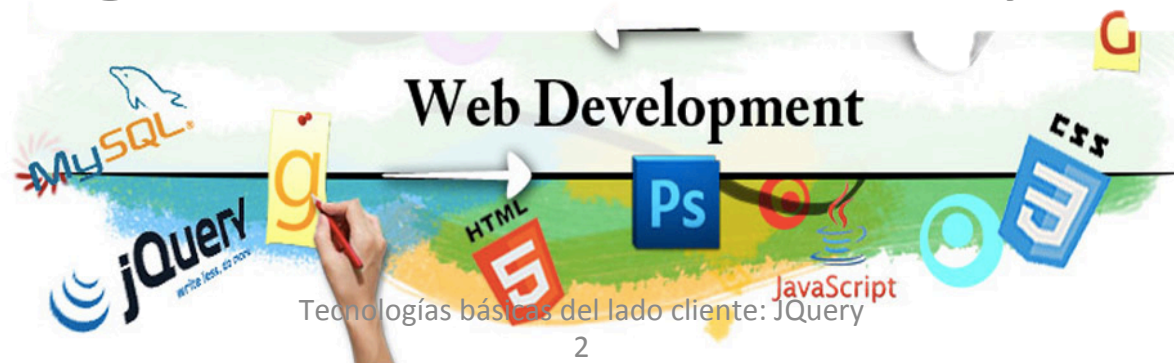 G
Web Development
MySQL®
CSS
3
g
Ps
HTML
5
jQuery
write less, do more
JavaScript
Tecnologías básicas del lado cliente: JQuery
2